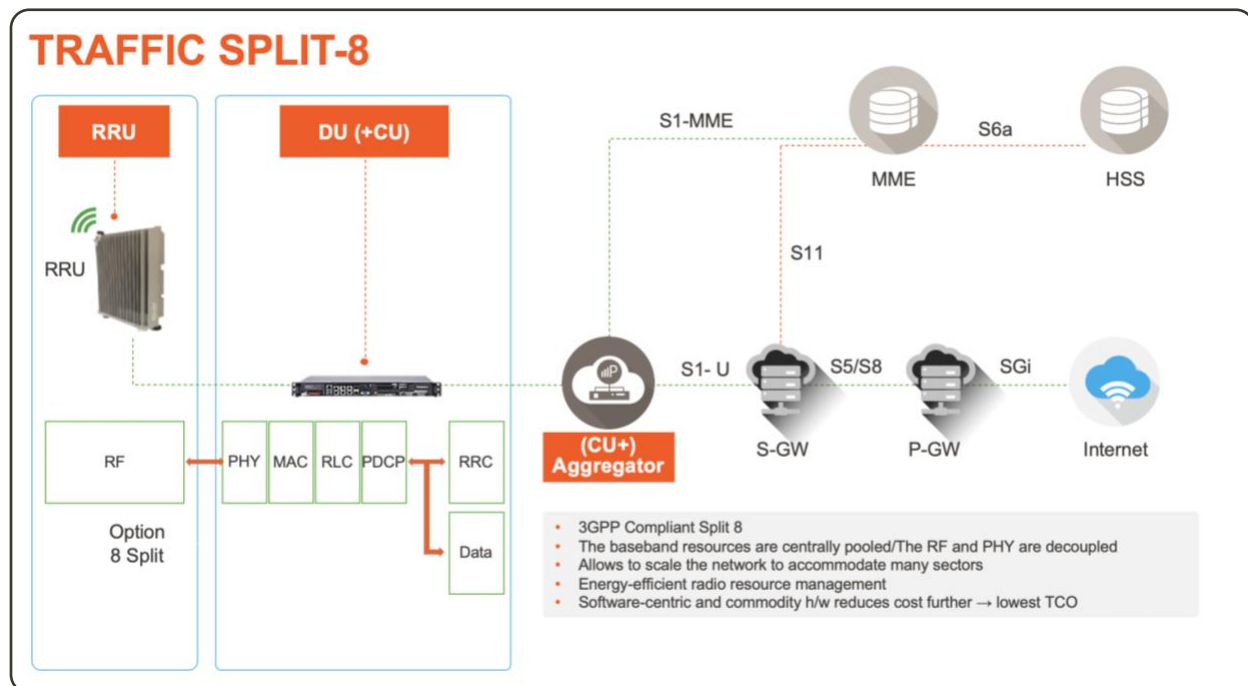 TRAFFIC SPLIT-8
RRU
DU (+CU)
RRU
RF
Option
8 Split
PHY
MAC
RLC
PDCP
RRC
Data
S1-MME
MME
S6a
HSS
S11
(CU+)
Aggregator
S1- U
S-GW
S5/S8
P-GW
SGi
Internet
• 3GPP Compliant Split 8
• The baseband resources are centrally pooled/The RF and PHY are decoupled
• Allows to scale the network to accommodate many sectors
• Energy-efficient radio resource management
• Software-centric and commodity h/w reduces cost further → lowest TCO